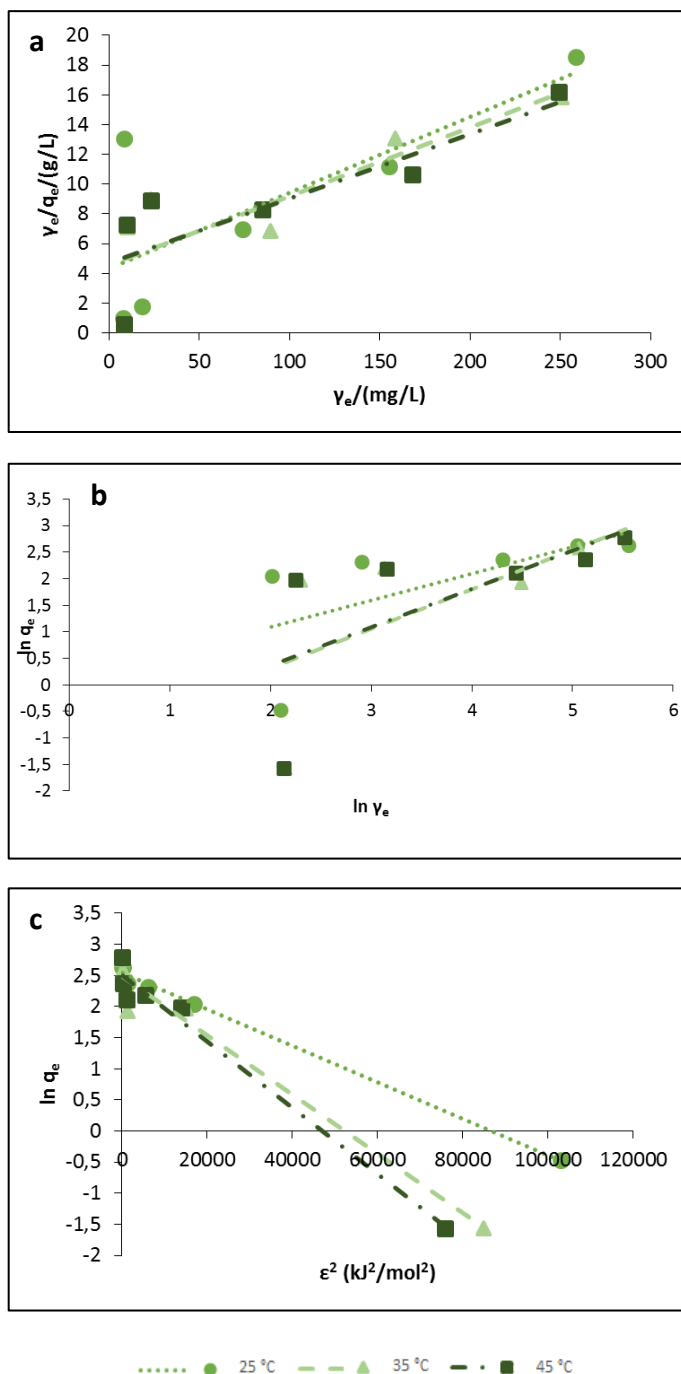 a
20
18
16
14
12
10
8
6
4
2
0
γe/qe/(g/L)
0 50 100 150 200 250 300
γe/(mg/L)
b
3,5
3
2,5
2
1,5
1
0,5
0
-0,5
-1
-1,5
-2
ln qe
0 1 2 3 4 5 6
ln γe
c
3,5
3
2,5
2
1,5
1
0,5
0
-0,5
-1
-1,5
-2
ln qe
0 20000 40000 60000 80000 100000 120000
ε² (kJ²/mol²)
25 °C 35 °C 45 °C